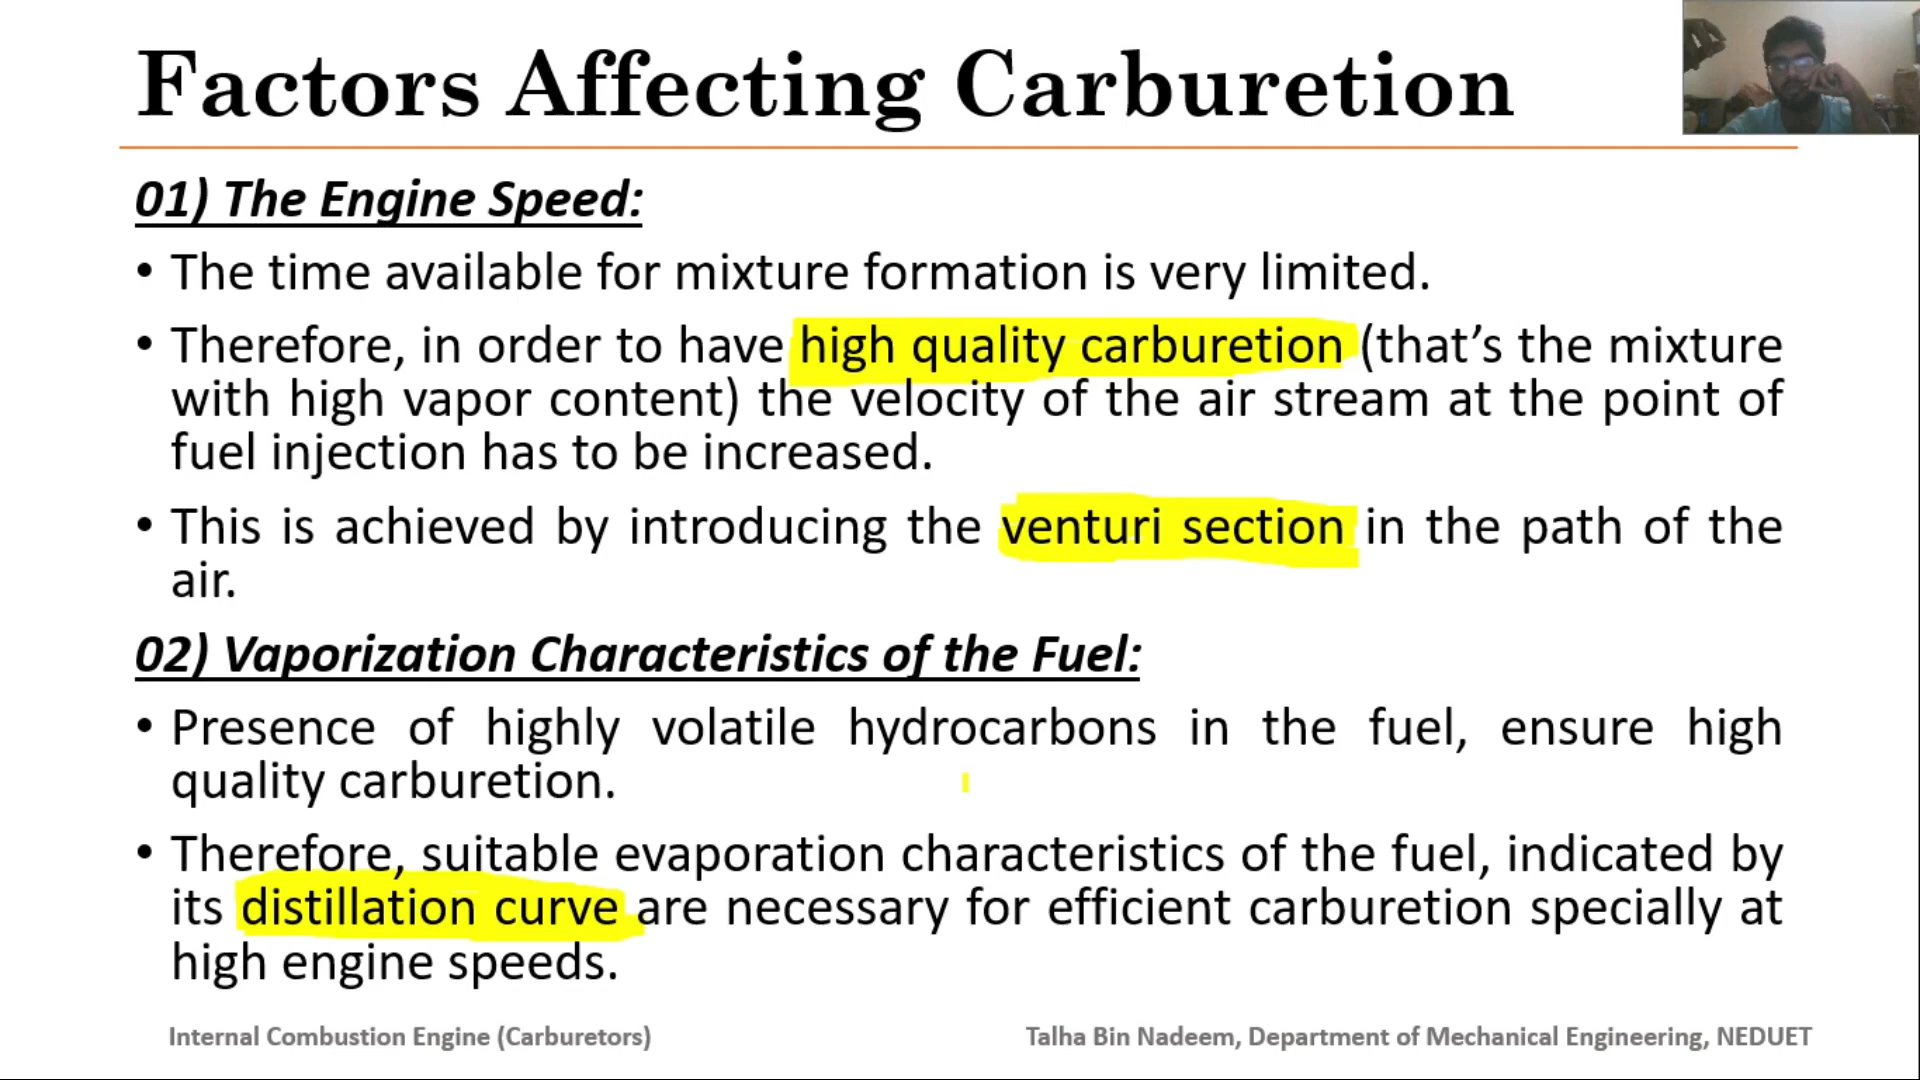 Factors Affecting Carburetion
01) The Engine Speed:
• The time available for mixture formation is very limited.
• Therefore, in order to have high quality carburetion (that’s the mixture
with high vapor content) the velocity of the air stream at the point of
fuel injection has to be increased.
• This is achieved by introducing the venturi section in the path of the
air.
02) Vaporization Characteristics of the Fuel:
• Presence of highly volatile hydrocarbons in the fuel, ensure high
quality carburetion.
• Therefore, suitable evaporation characteristics of the fuel, indicated by
its distillation curve are necessary for efficient carburetion specially at
high engine speeds.
Internal Combustion Engine (Carburetors)
Talha Bin Nadeem, Department of Mechanical Engineering, NEDUET